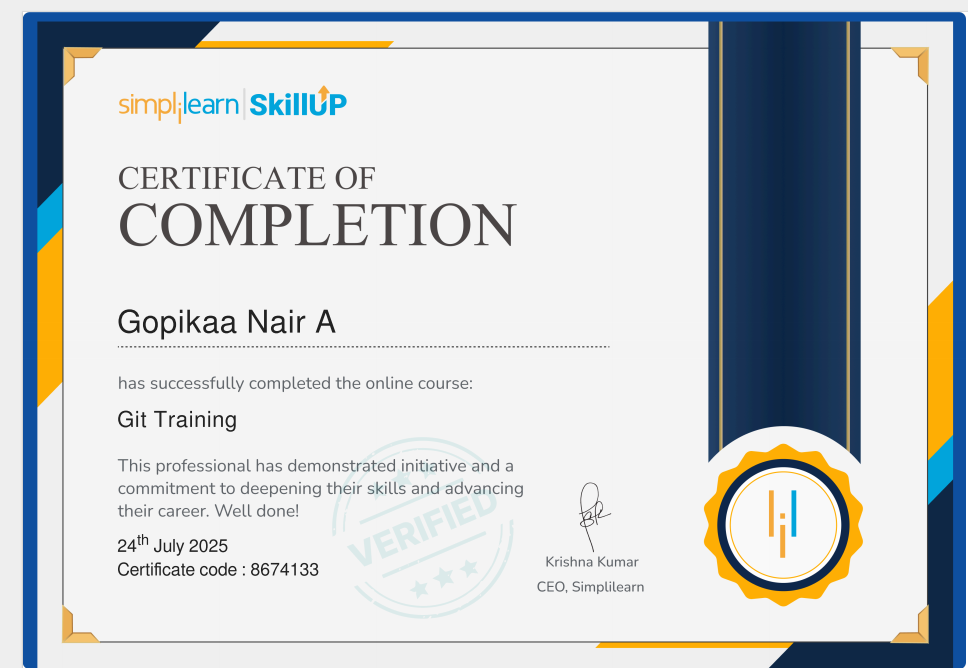 simplilearn | SkillUP
CERTIFICATE OF
COMPLETION
Gopikaa Nair A
has successfully completed the online course:
Git Training
This professional has demonstrated initiative and a
commitment to deepening their skills and advancing
their career. Well done!
VERIFIED
24th July 2025
Certificate code : 8674133
Krishna Kumar
CEO, Simplilearn